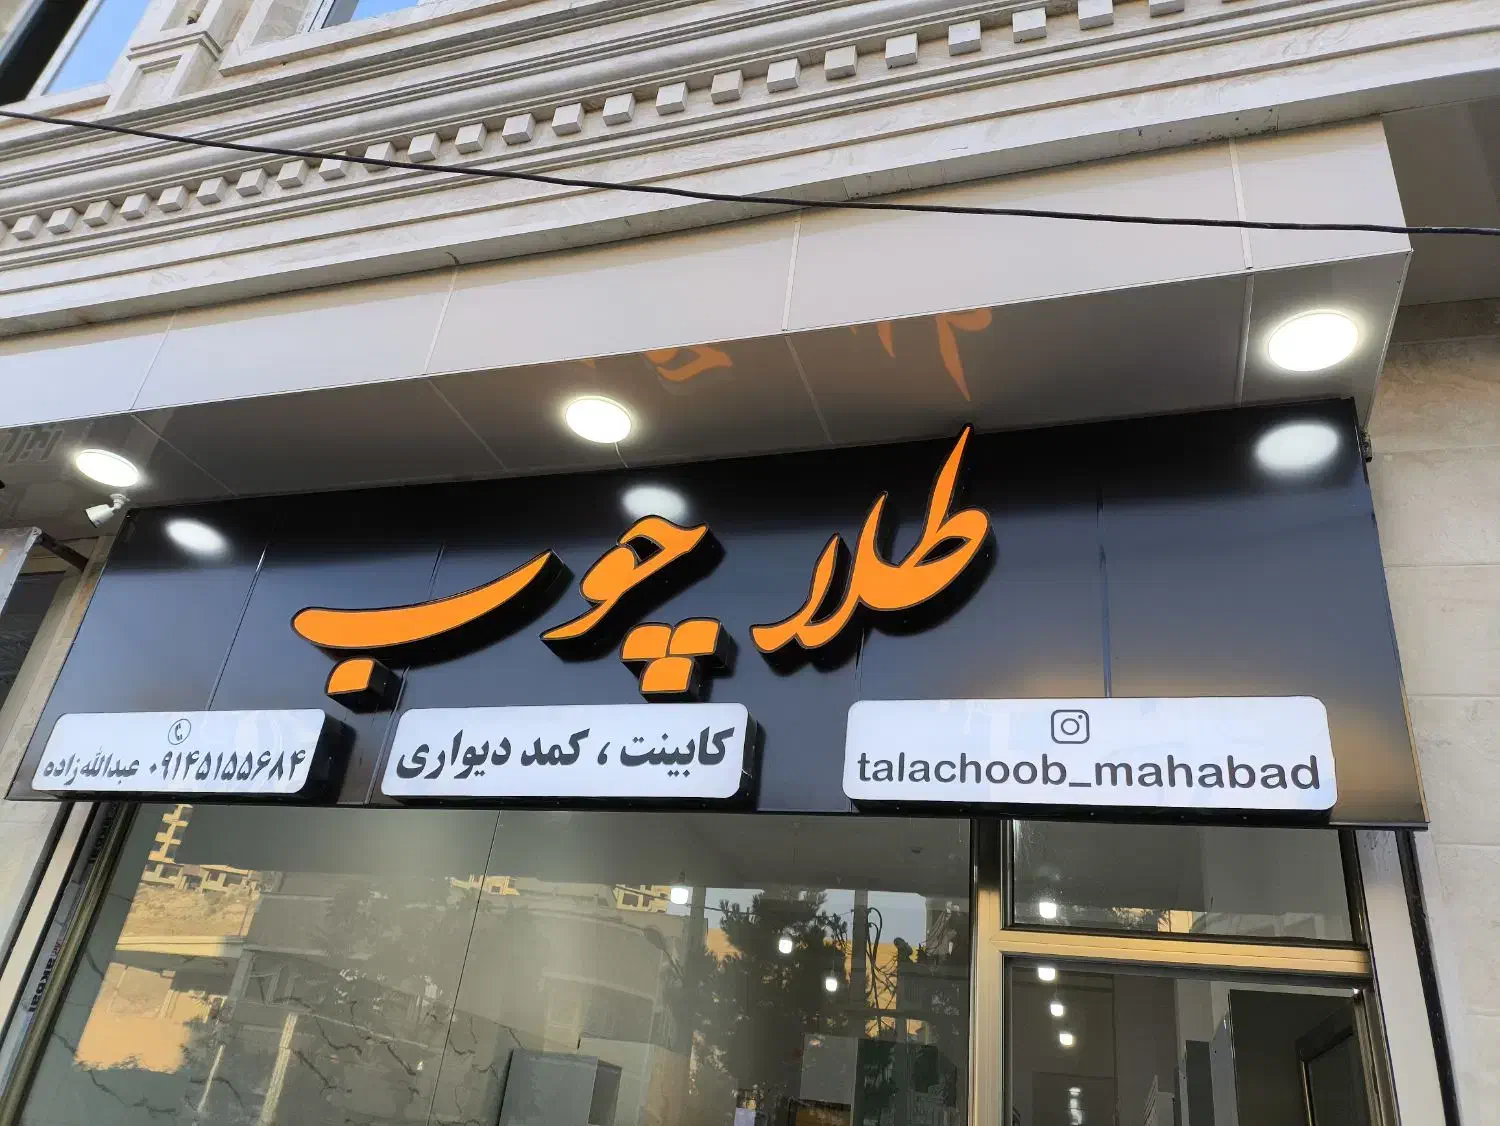 طلا چوب
talachoob_mahabad
کابینت ، کمد دیواری
۰۹۱۴۵۱۵۵۶۸۴ عبدالله‌زاده